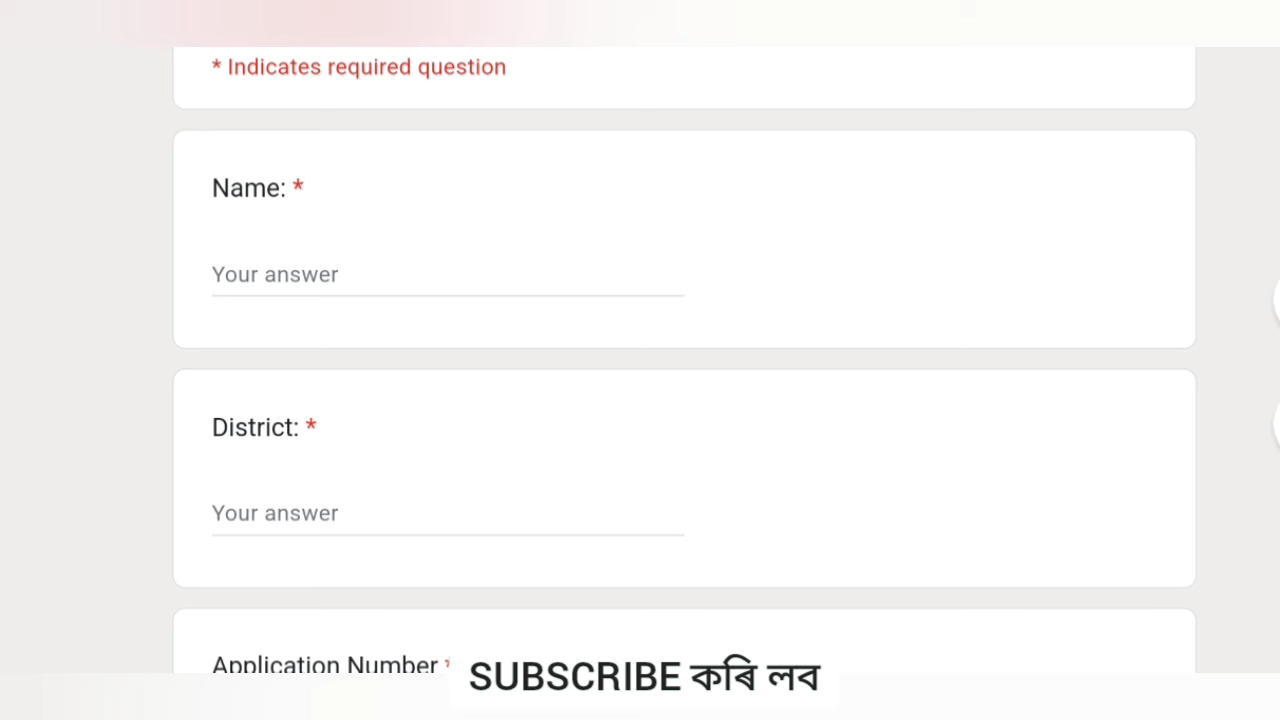 * Indicates required question
Name: *
Your answer
District: *
Your answer
Application Number *
SUBSCRIBE কৰি লব